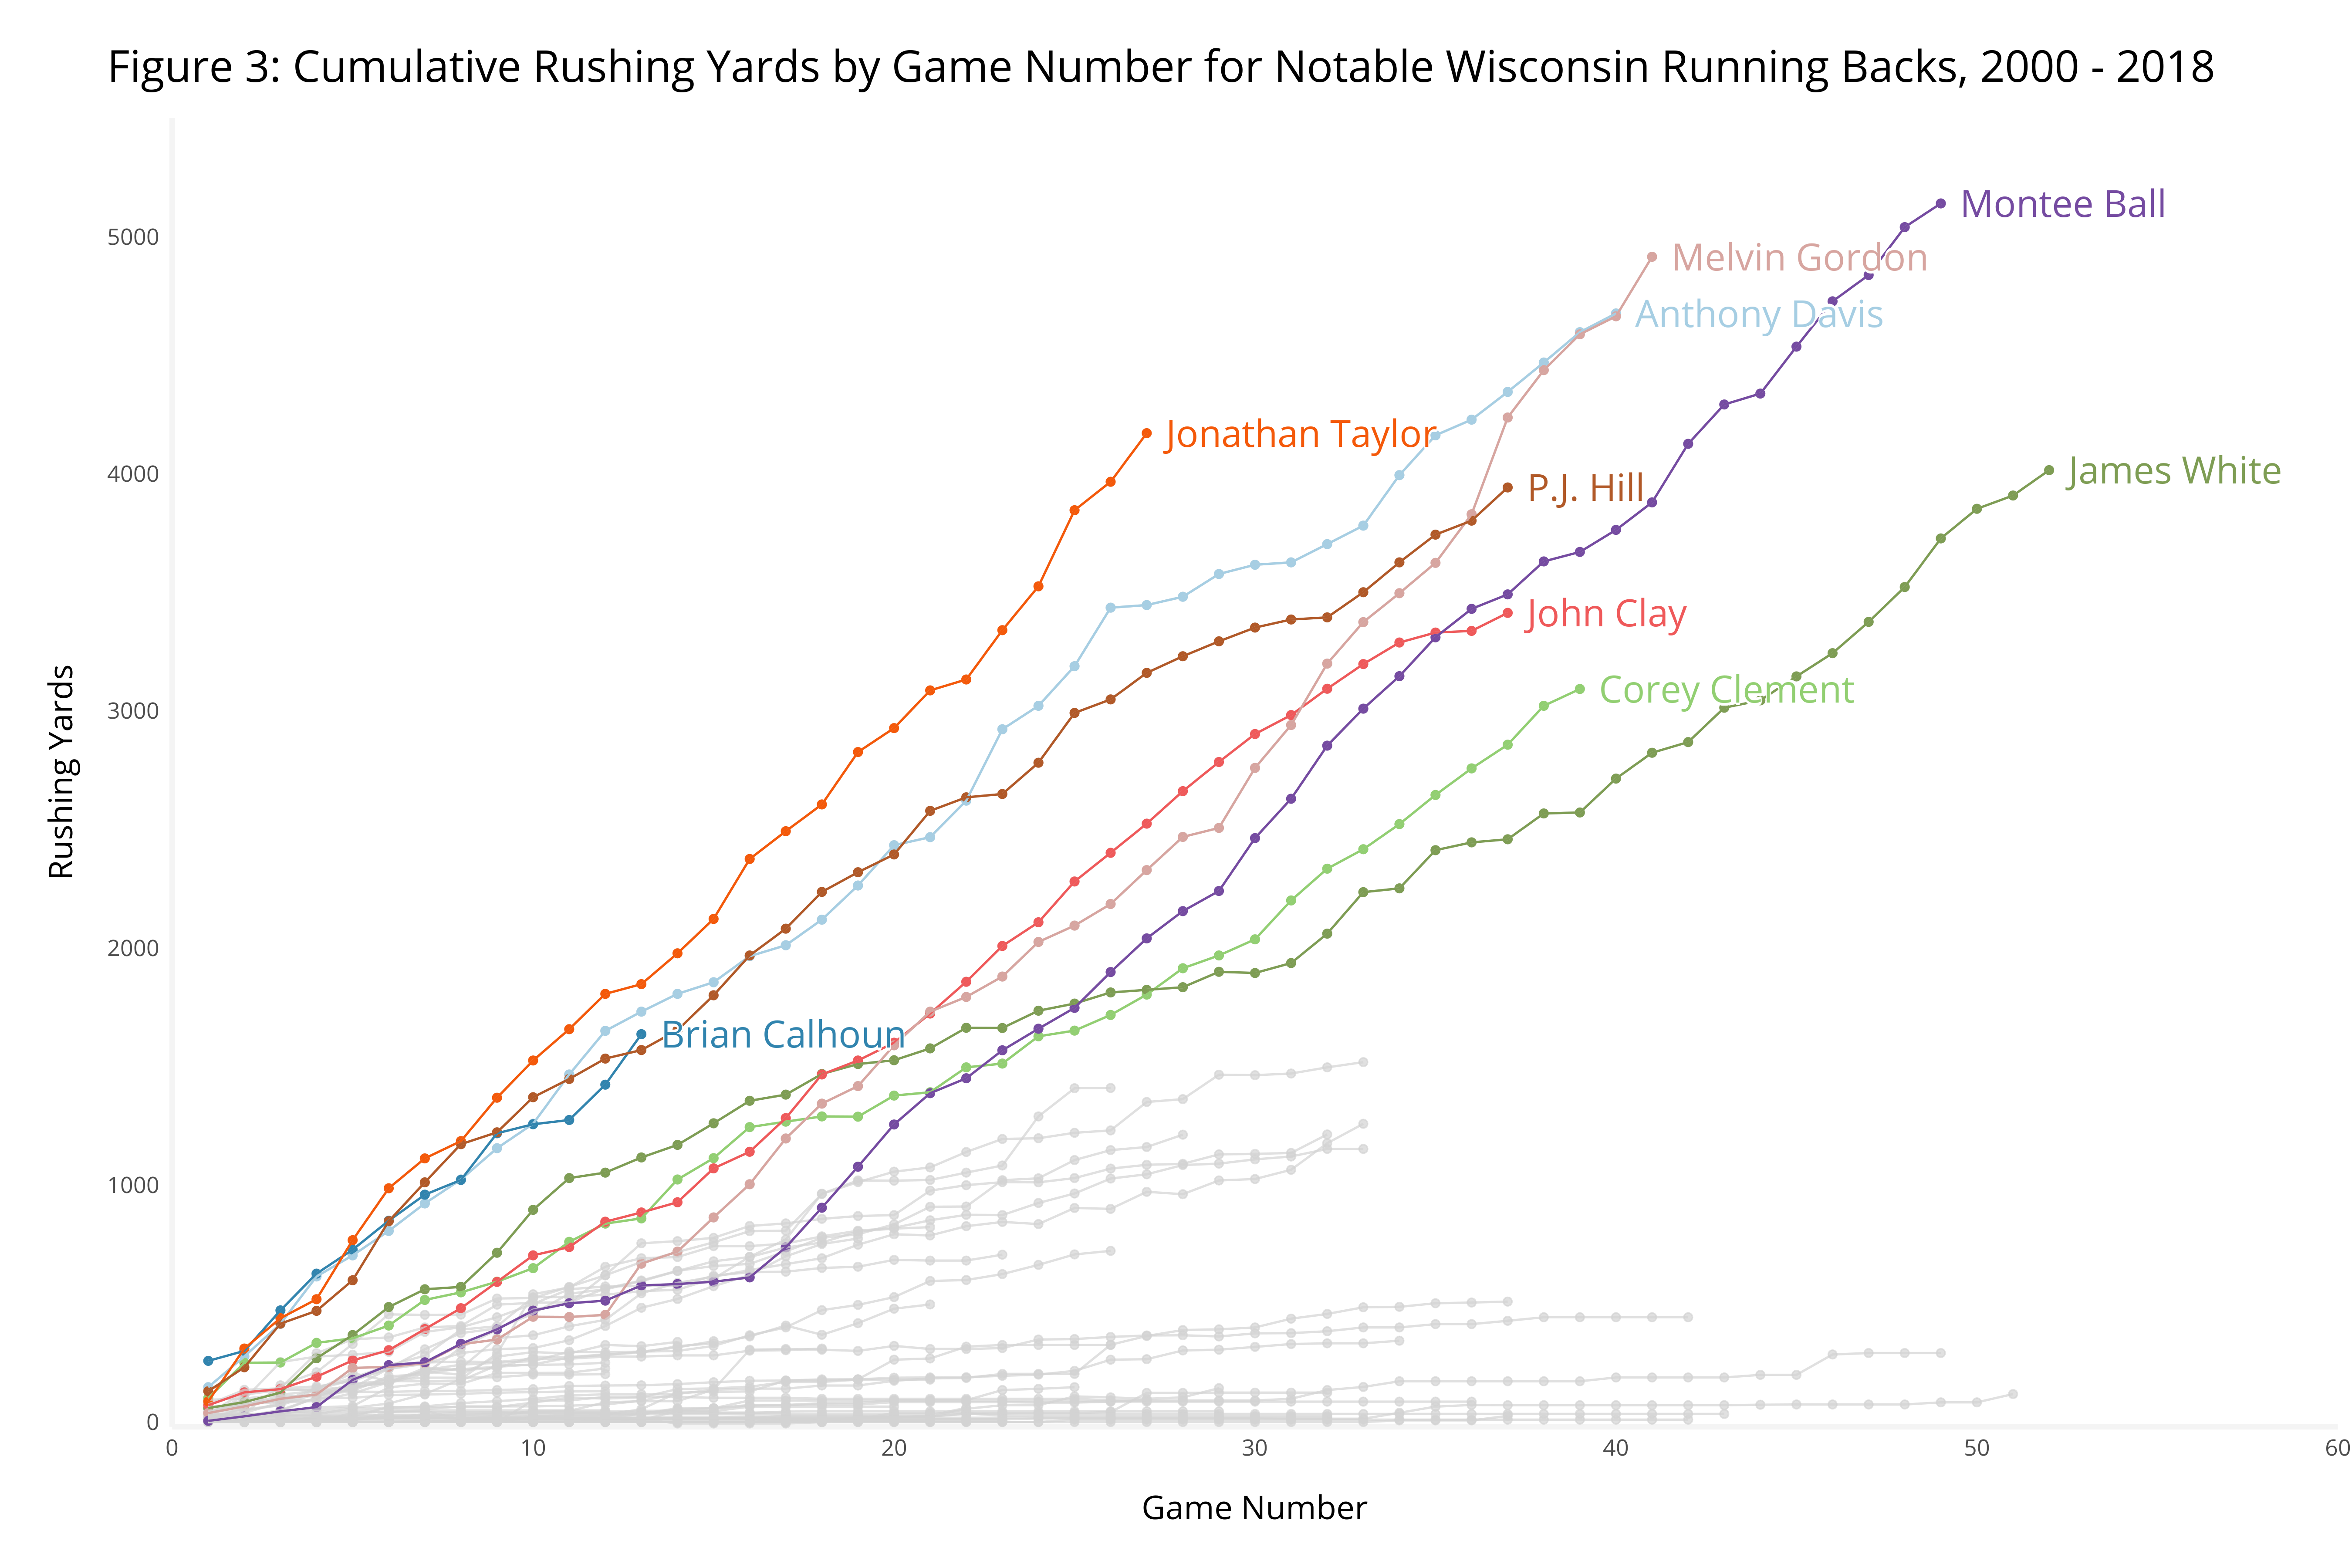 Figure 3: Cumulative Rushing Yards by Game Number for Notable Wisconsin Running Backs, 2000 - 2018
Montee Ball
5000
Melvin Gordon
Anthony Davis
Jonathan Taylor
4000
James White
P.J. Hill
John Clay
3000
Corey Clement
Rushing Yards
2000
Brian Calhoun
1000
0
0 10 20 30 40 50 60
Game Number